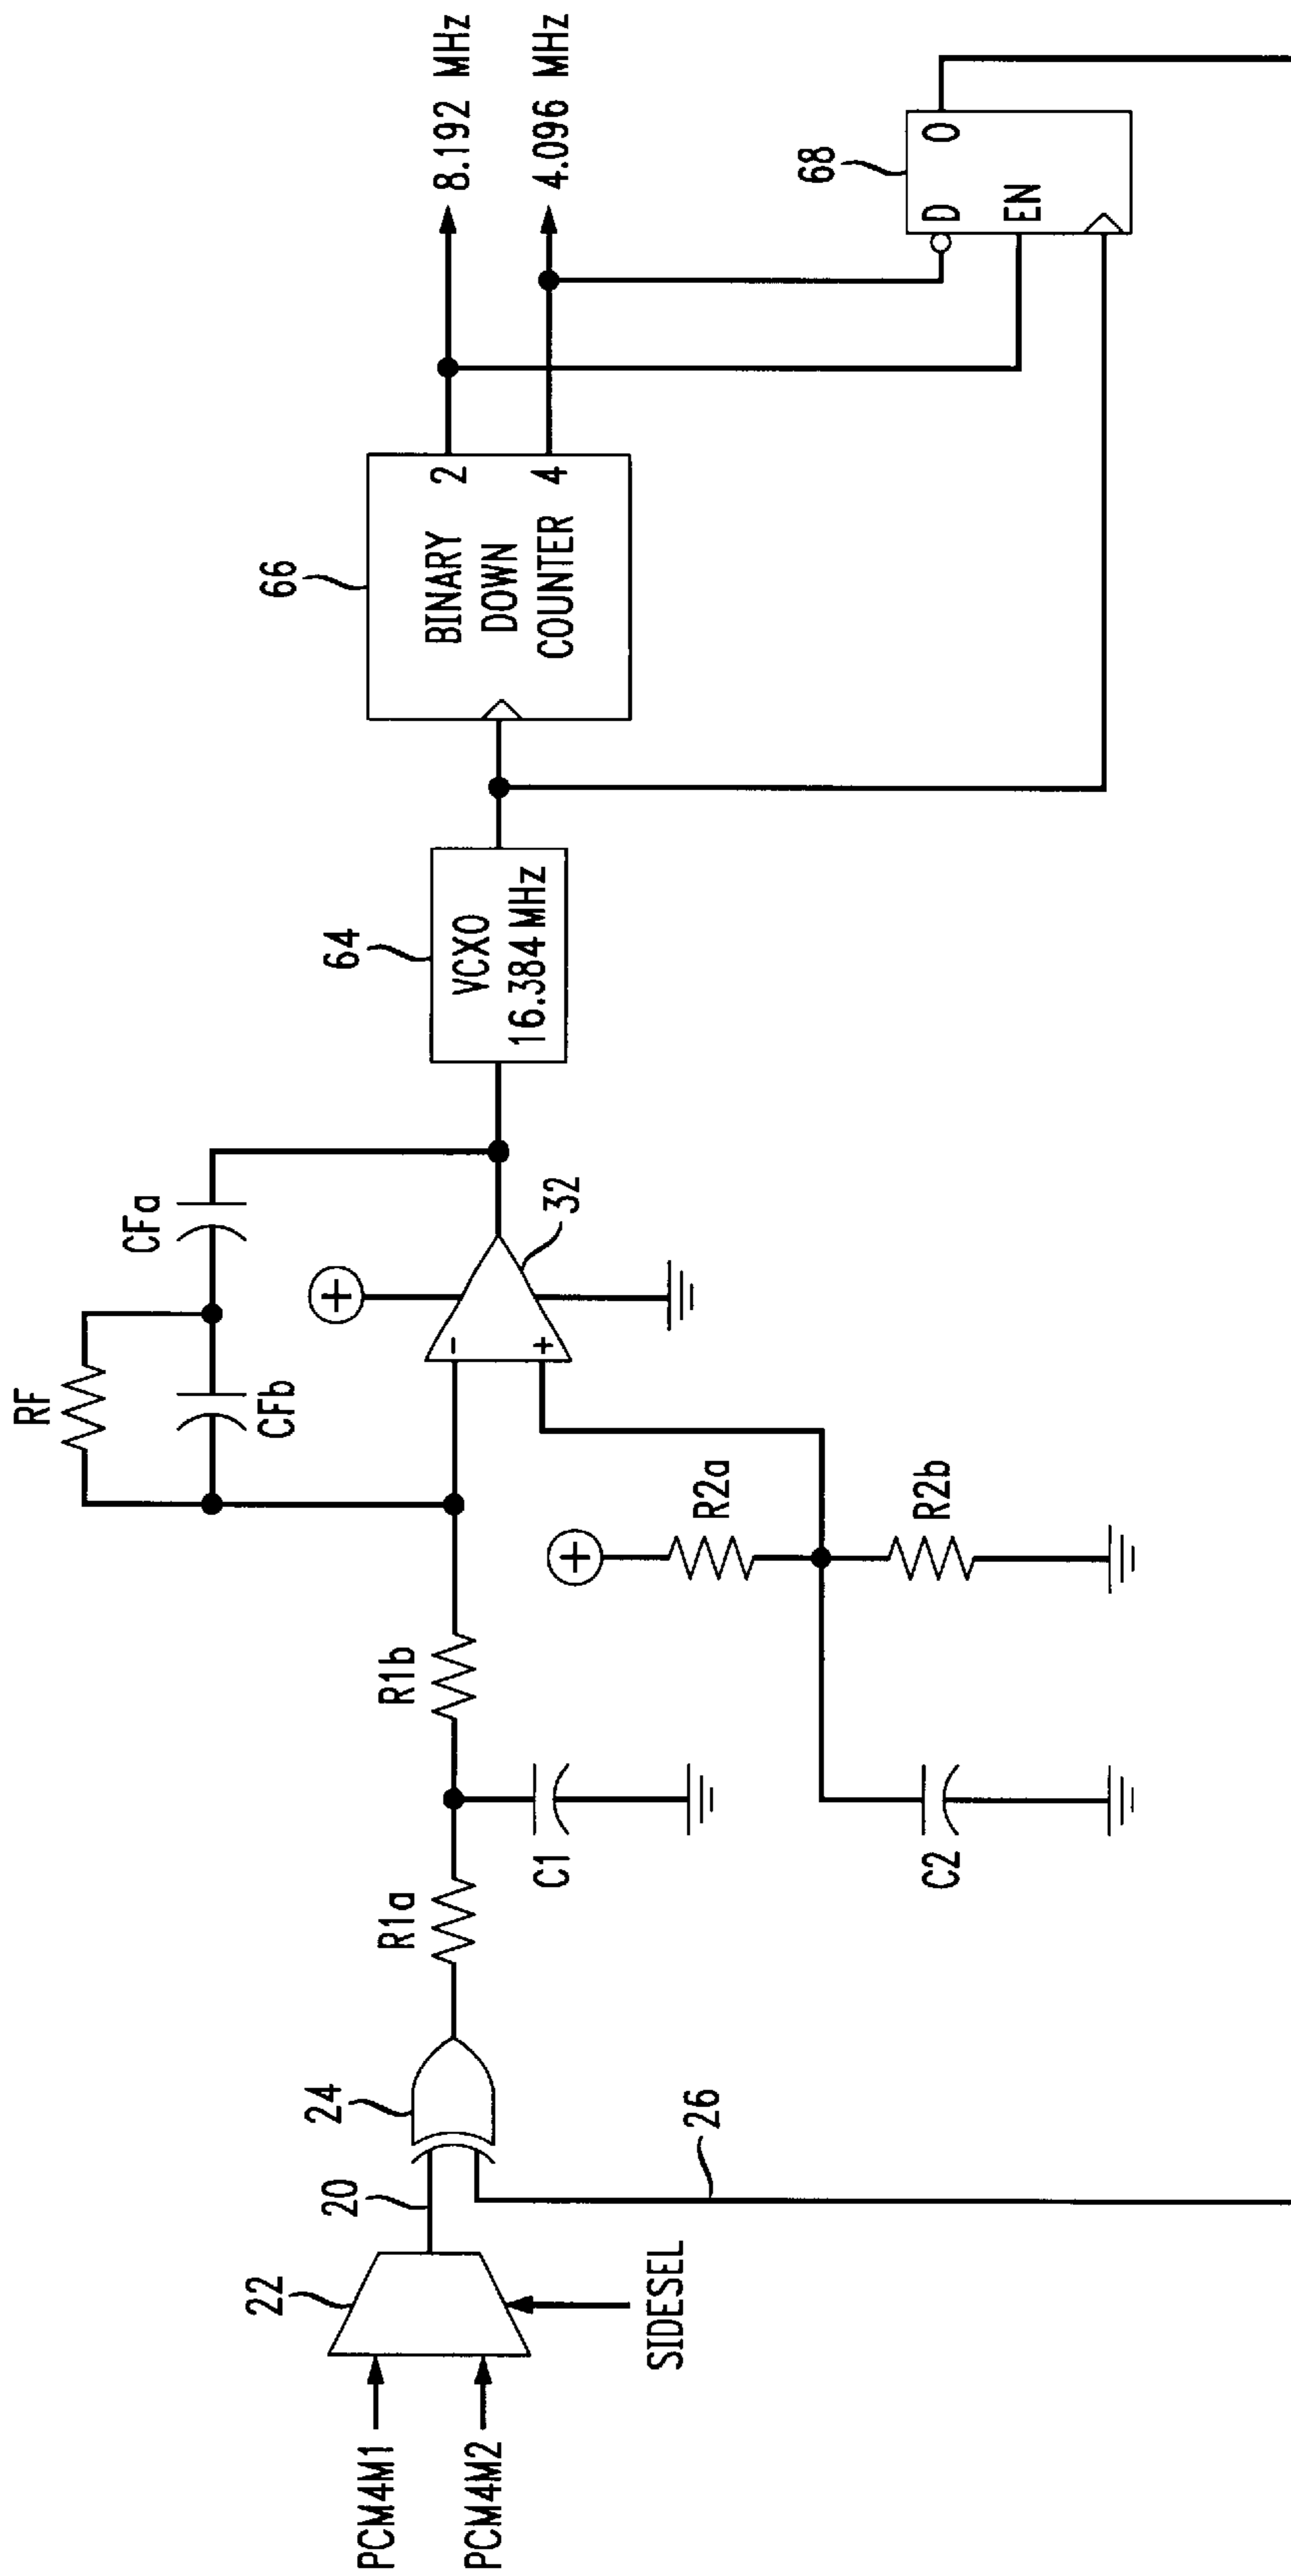 PCM4M1
PCM4M2
22
SIDESEL
20
24
26
R1a
C1
R1b
C2
R2a
R2b
RF
CFb
CFa
+
+
-
+
32
64
VCXO
16.384 MHz
66
BINARY
DOWN
COUNTER
2
4
8.192 MHz
4.096 MHz
68
D
O
EN